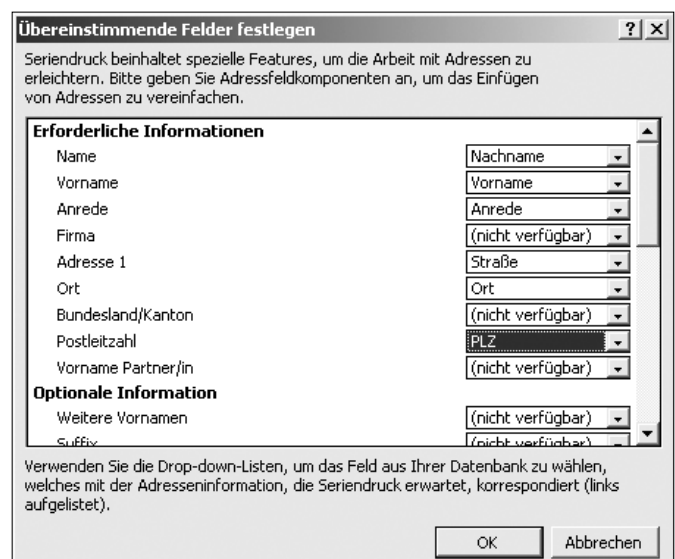 Übereinstimmende Felder festlegen
Seriendruck beinhaltet spezielle Features, um die Arbeit mit Adressen zu
erleichtern. Bitte geben Sie Adressfeldkomponenten an, um das Einfügen
von Adressen zu vereinfachen.
Erforderliche Informationen
Name Nachname
Vorname Vorname
Anrede Anrede
Firma (nicht verfügbar)
Adresse 1 Straße
Ort Ort
Bundesland/Kanton (nicht verfügbar)
Postleitzahl PLZ
Vorname Partner/in (nicht verfügbar)
Optionale Information
Weitere Vornamen (nicht verfügbar)
Suffix (nicht verfügbar)
Verwenden Sie die Drop-down-Listen, um das Feld aus Ihrer Datenbank zu wählen,
welches mit der Adresseninformation, die Seriendruck erwartet, korrespondiert (links
aufgelistet).
OK Abbrechen